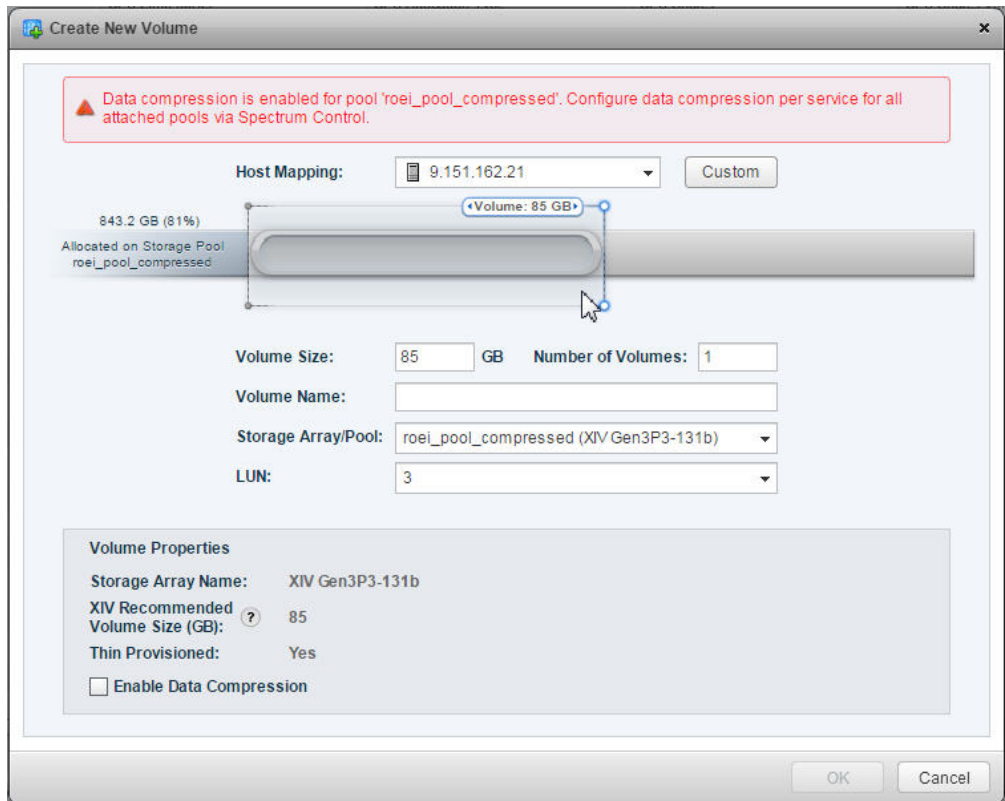 Create New Volume
Data compression is enabled for pool 'roei_pool_compressed'. Configure data compression per service for all
attached pools via Spectrum Control.
Host Mapping: 9.151.162.21 Custom
Volume: 85 GB
843.2 GB (81%)
Allocated on Storage Pool
roei_pool_compressed
Volume Size: 85 GB Number of Volumes: 1
Volume Name:
Storage Array/Pool: roei_pool_compressed (XIV Gen3P3-131b)
LUN: 3
Volume Properties
Storage Array Name: XIV Gen3P3-131b
XIV Recommended
Volume Size (GB): ? 85
Thin Provisioned: Yes
Enable Data Compression
OK Cancel